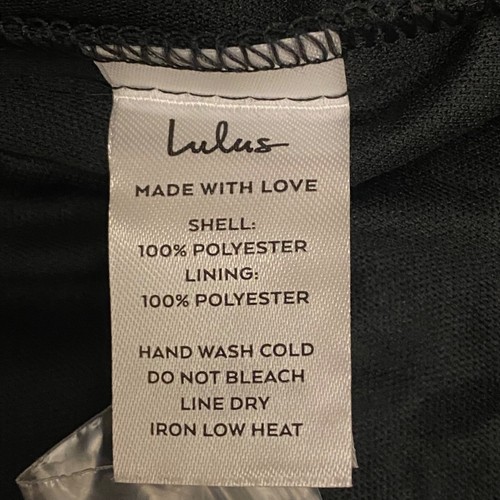 Lulus
MADE WITH LOVE
SHELL:
100% POLYESTER
LINING:
100% POLYESTER
HAND WASH COLD
DO NOT BLEACH
LINE DRY
IRON LOW HEAT